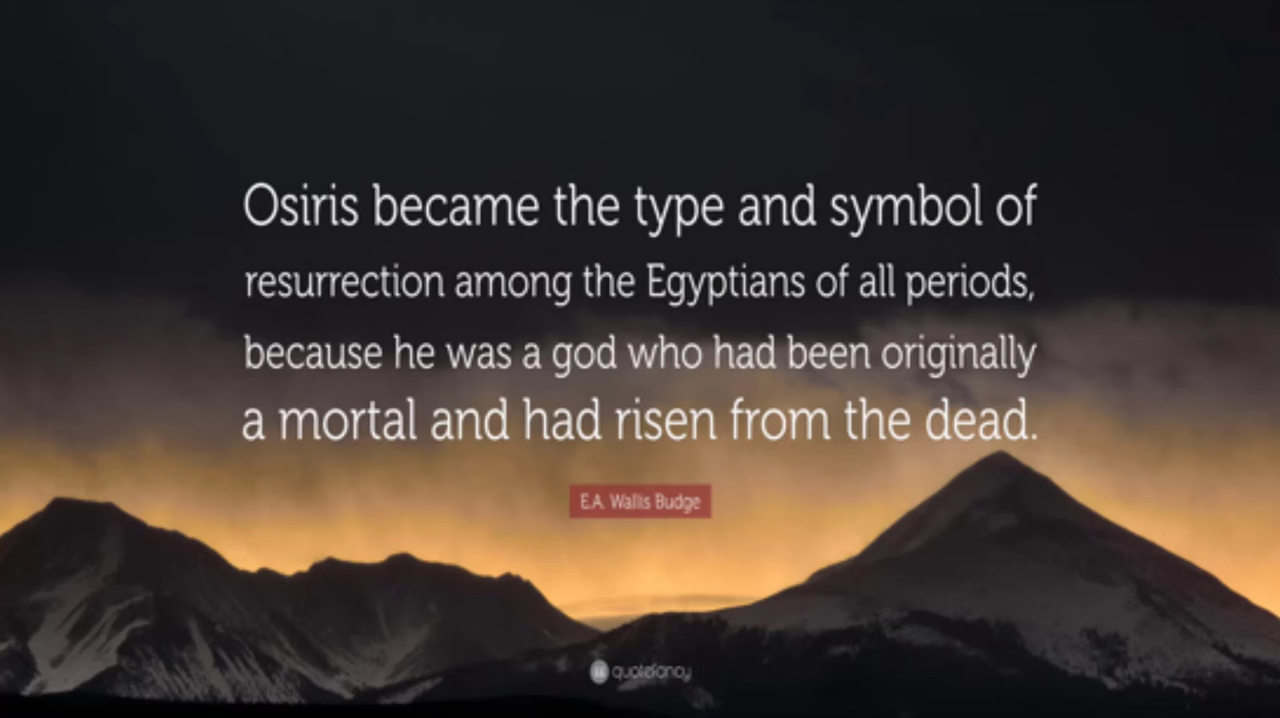 Osiris became the type and symbol of
resurrection among the Egyptians of all periods,
because he was a god who had been originally
a mortal and had risen from the dead.
E.A. Wallis Budge
quotefancy